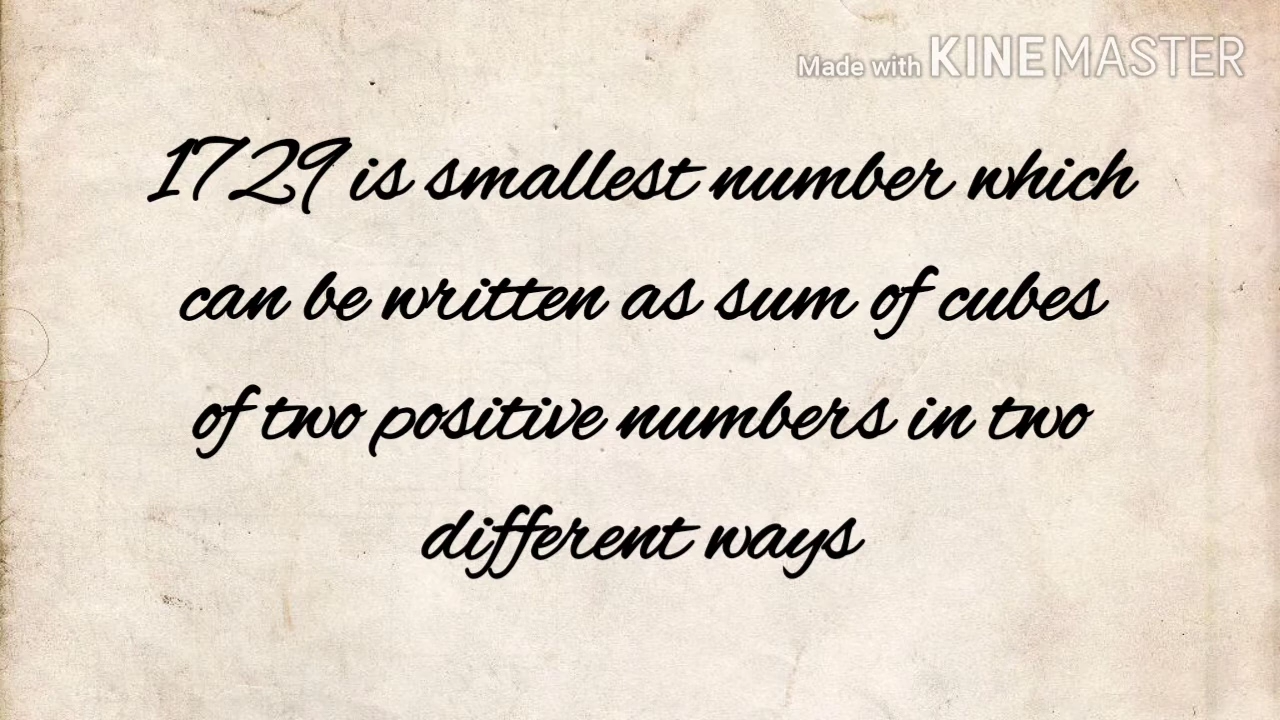 Made with KINEMASTER
1729 is smallest number which
can be written as sum of cubes
of two positive numbers in two
different ways